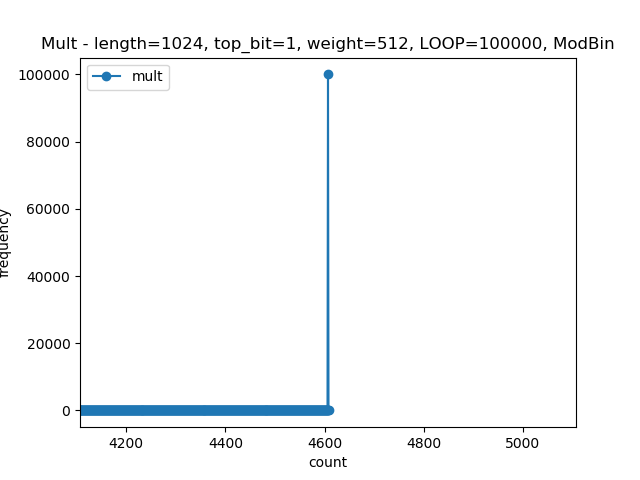 Mult - length=1024, top_bit=1, weight=512, LOOP=100000, ModBin
mult
100000
80000
60000
40000
20000
0
frequency
4200 4400 4600 4800 5000
count